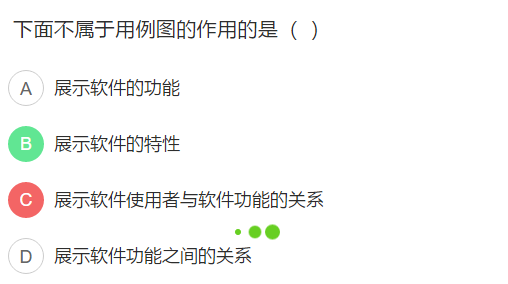 下面不属于用例图的作用的是（ ）
A 展示软件的功能
B 展示软件的特性
C 展示软件使用者与软件功能的关系
D 展示软件功能之间的关系